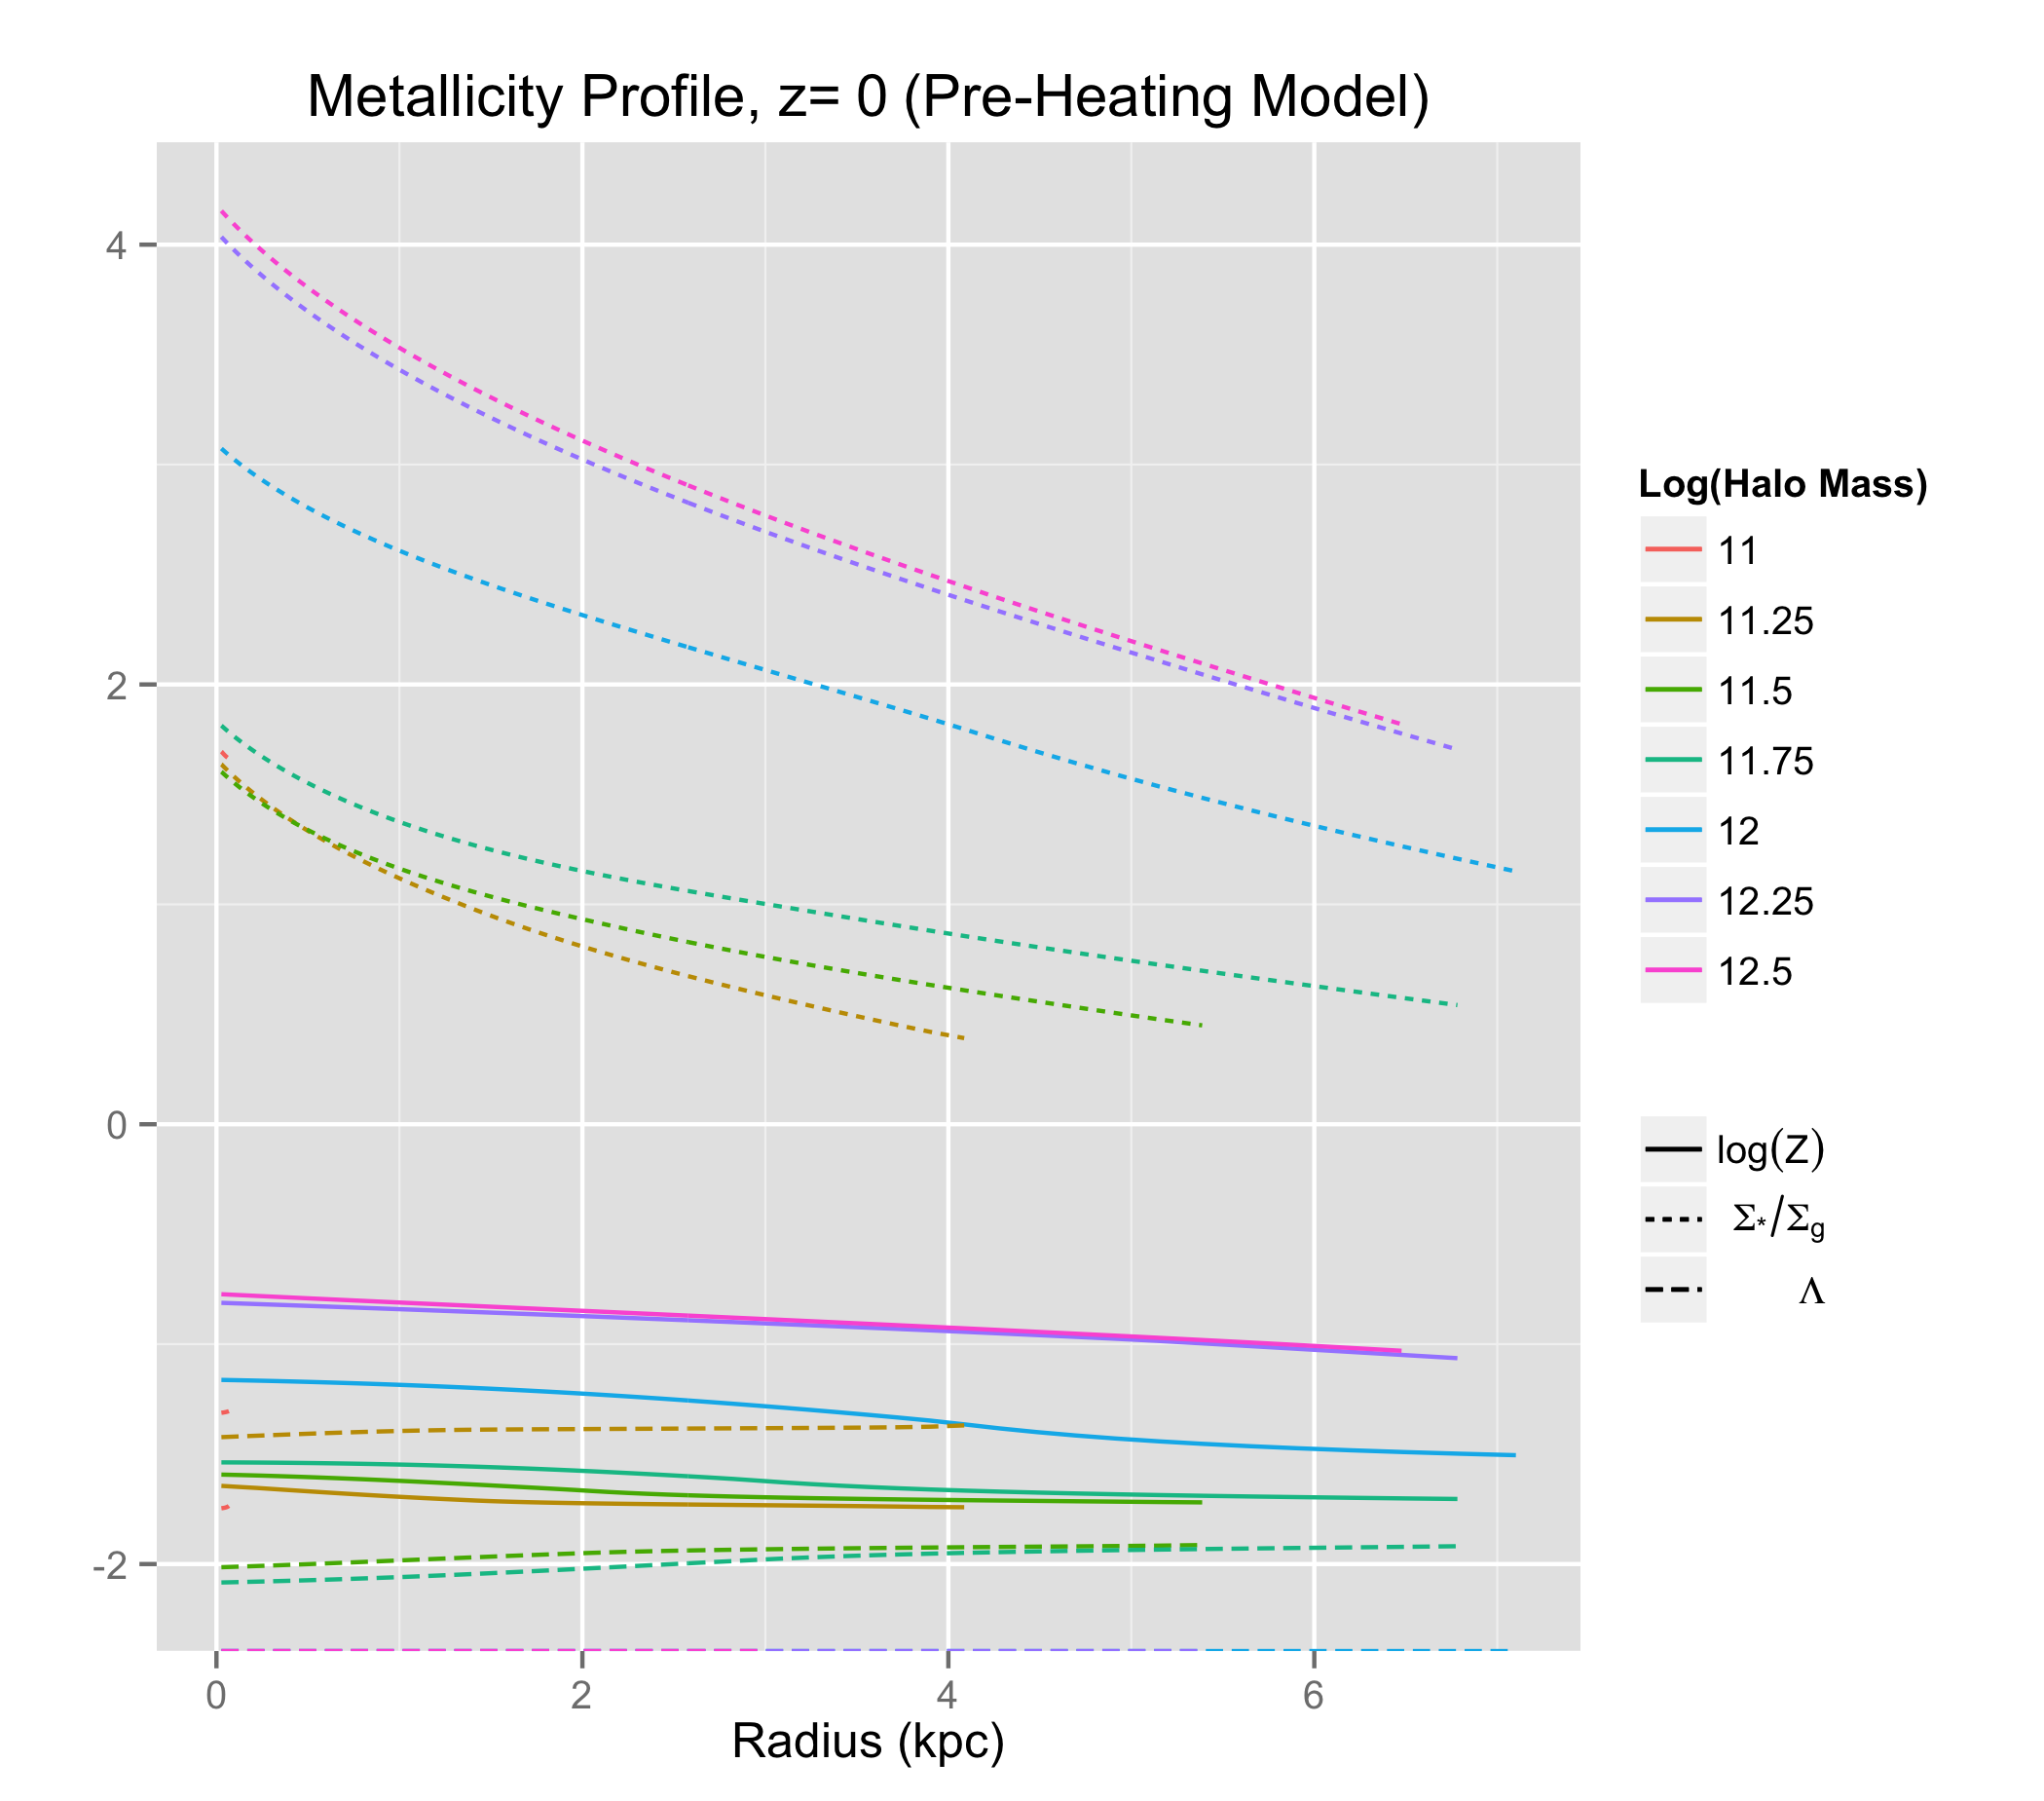 Metallicity Profile, z= 0 (Pre-Heating Model)
4
2
0
-2
0 2 4 6
Radius (kpc)
Log(Halo Mass)
11
11.25
11.5
11.75
12
12.25
12.5
log(Z)
Σ*/Σg
Λ